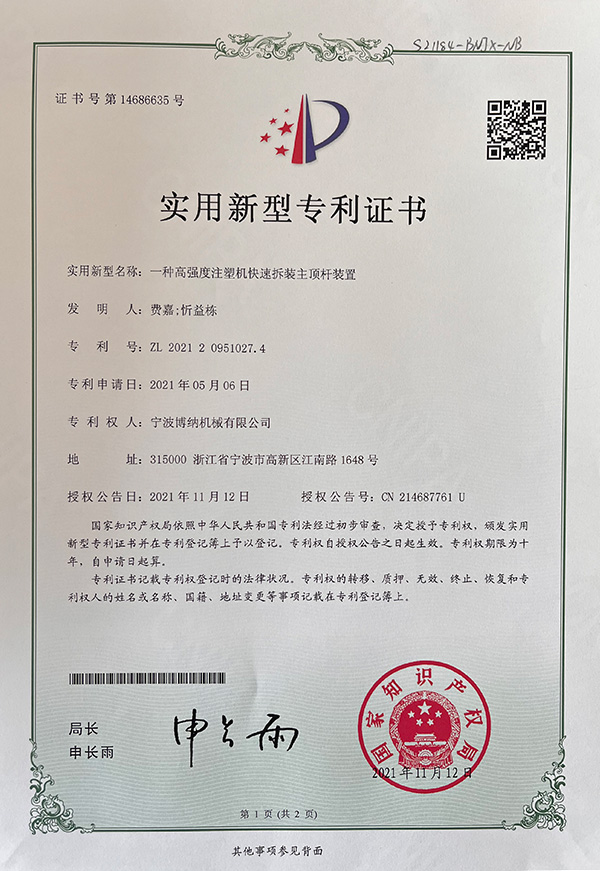 S21184-BN7X-NB
证书号第14686635号
实用新型专利证书
实用新型名称：一种高强度注塑机快速拆装主顶杆装置
发明人：费嘉;忻益栋
专利号：ZL 2021 2 0951027.4
专利申请日：2021年05月06日
专利权人：宁波博纳机械有限公司
地址：315000 浙江省宁波市高新区江南路1648号
授权公告日：2021年11月12日 授权公告号：CN 214687761 U
国家知识产权局依照中华人民共和国专利法经过初步审查，决定授予专利权，颁发实用
新型专利证书并在专利登记簿上予以登记。专利权自授权公告之日起生效。专利权期限为十
年，自申请日起算。
专利证书记载专利权登记时的法律状况。专利权的转移、质押、无效、终止、恢复和专
利权人的姓名或名称、国籍、地址变更等事项记载在专利登记簿上。
局长
申长雨
申长雨
国家知识产权局
2021年11月12日
第 1 页 (共 2 页)
其他事项参见背面